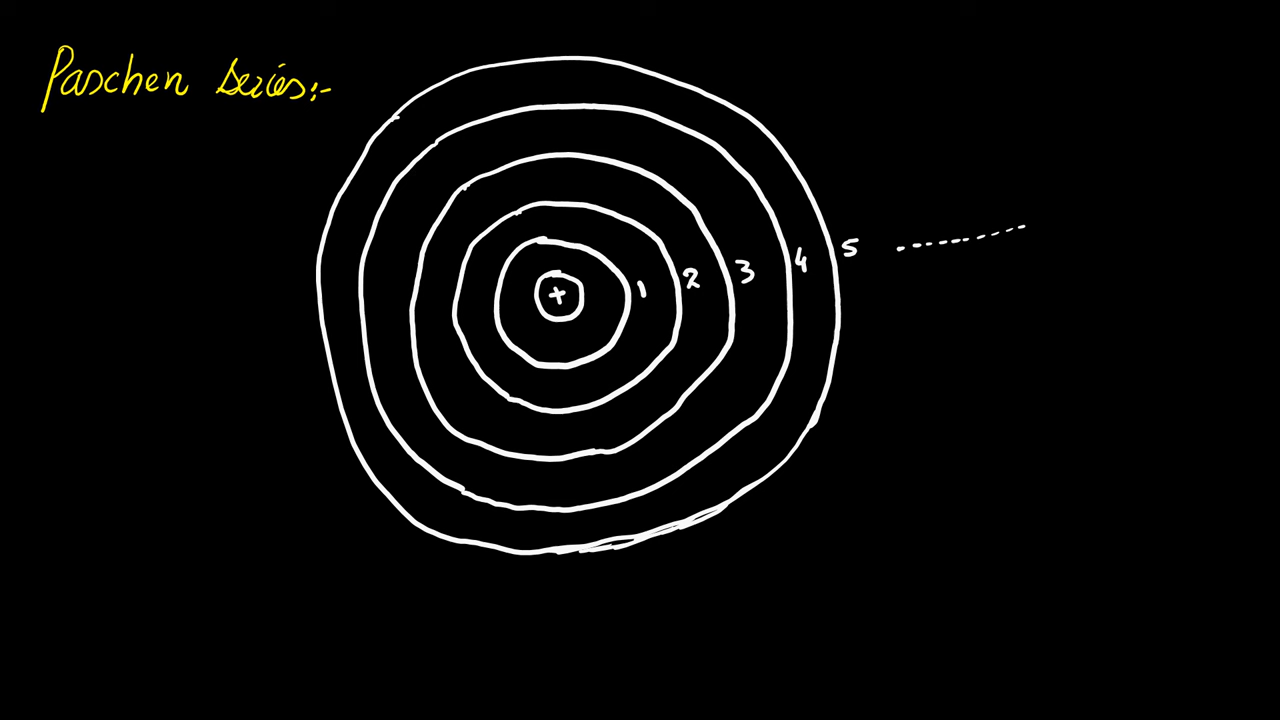 Paschen series:-
+ 1 2 3 4 5 ........